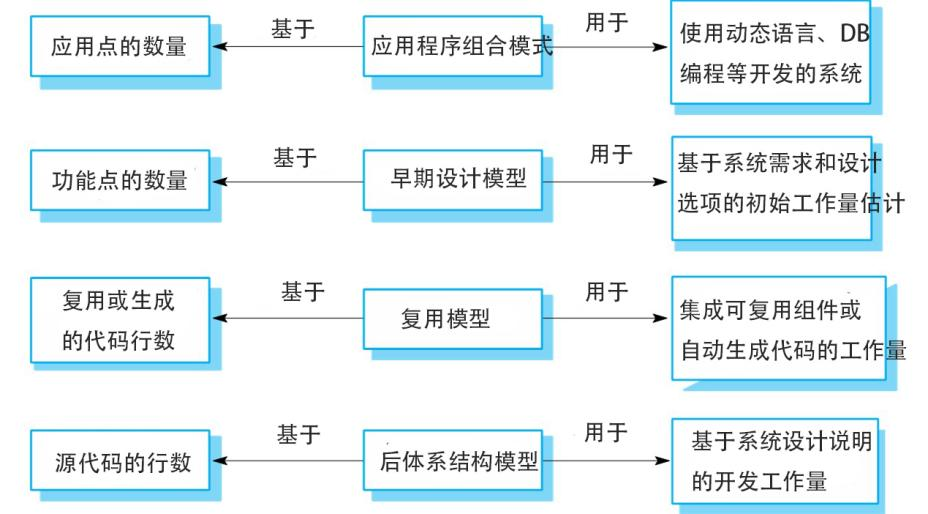 应用点的数量
基于
应用程序组合模式
用于
使用动态语言、DB
编程等开发的系统
功能点的数量
基于
早期设计模型
用于
基于系统需求和设计
选项的初始工作量估计
复用或生成
的代码行数
基于
复用模型
用于
集成可复用组件或
自动生成代码的工作量
源代码的行数
基于
后体系结构模型
用于
基于系统设计说明
的开发工作量